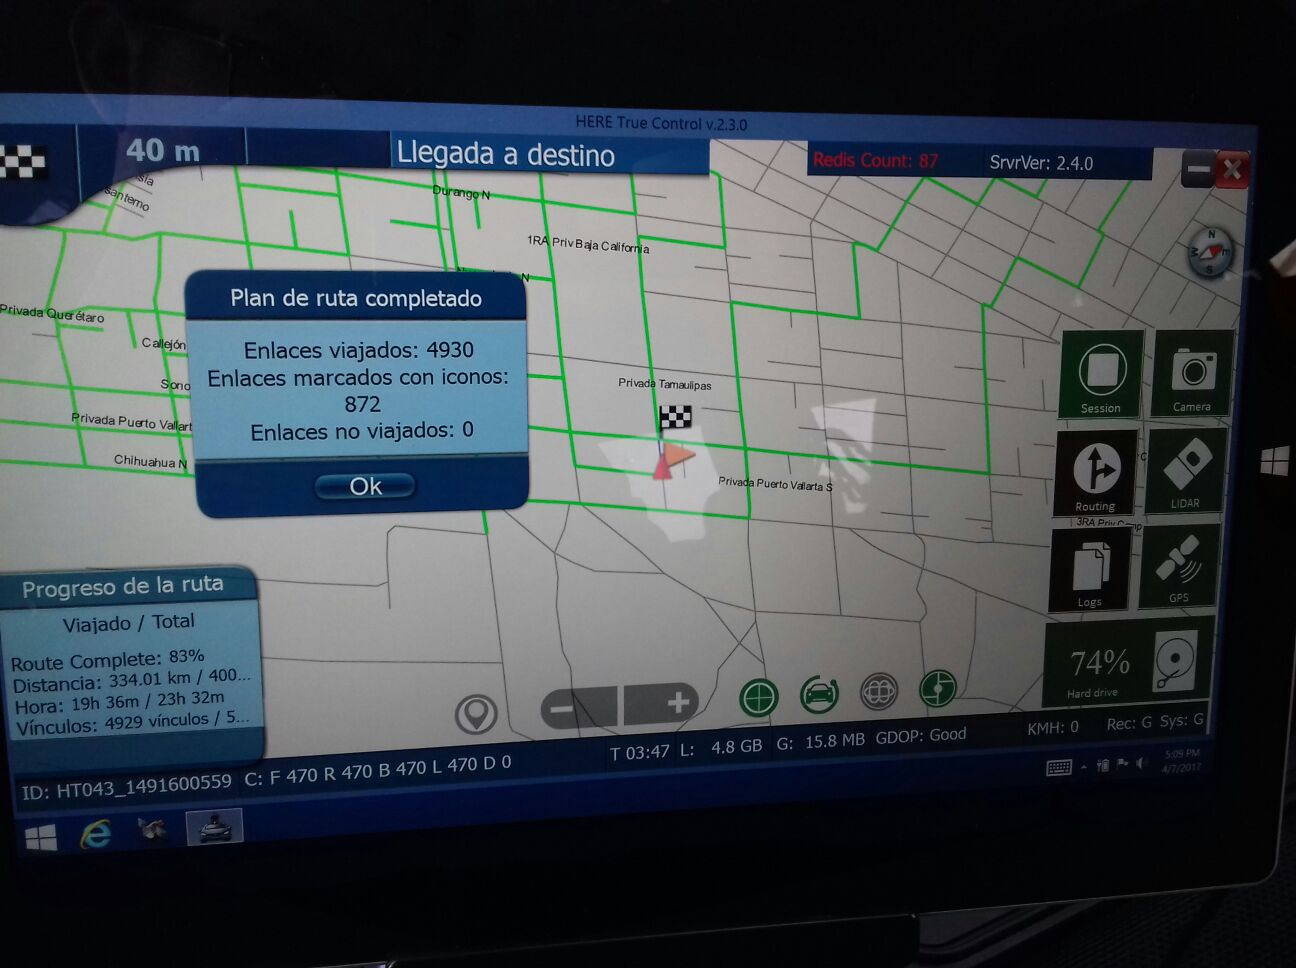 HERE True Control v.2.3.0
40 m
Llegada a destino
Redis Count: 87
SrvrVer: 2.4.0
santerno
Durango N
1RA Priv Baja California
N
N
W
E
S
Plan de ruta completado
Enlaces viajados: 4930
Enlaces marcados con iconos:
872
Enlaces no viajados: 0
Ok
Privada Querétaro
Callejón
Sono
Privada Puerto Vallart
Chihuahua N
Privada Tamaulipas
Privada Puerto Vallarta S
3RA Priv C
Session
Camera
Routing
LIDAR
Logs
GPS
74%
Hard drive
Progreso de la ruta
Viajado / Total
Route Complete: 83%
Distancia: 334.01 km / 400...
Hora: 19h 36m / 23h 32m
Vínculos: 4929 vínculos / 5...
ID: HT043_1491600559 C: F 470 R 470 B 470 L 470 D 0
T 03:47 L: 4.8 GB G: 15.8 MB GDOP: Good
KMH: 0 Rec: G Sys: G
5:09 PM
4/7/2017